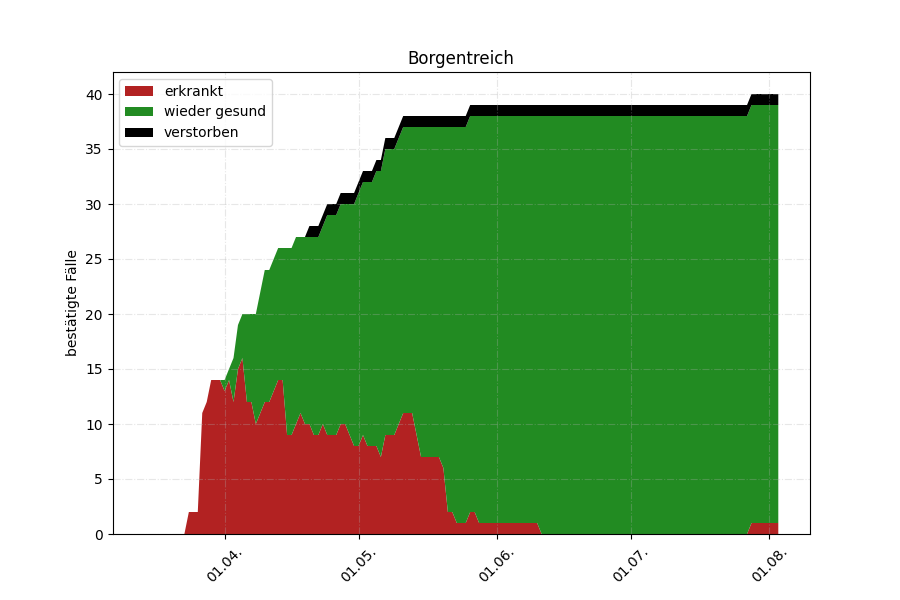 Borgentreich
erkrankt
wieder gesund
verstorben
bestätigte Fälle
40
35
30
25
20
15
10
5
0
01.04.
01.05.
01.06.
01.07.
01.08.